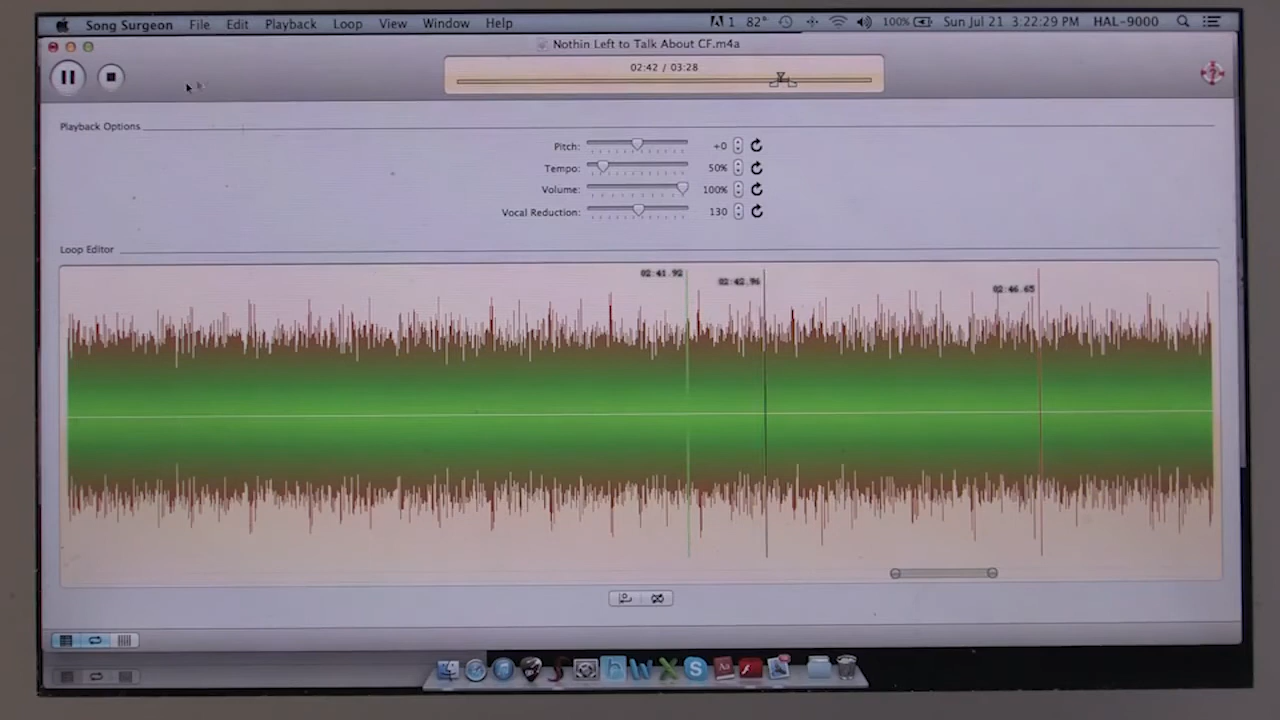 Song Surgeon File Edit Playback Loop View Window Help 1 82° 100% Sun Jul 21 3:22:29 PM HAL-9000
Nothin Left to Talk About CF.m4a
02:42 / 03:28
Playback Options
Pitch: +0
Tempo: 50%
Volume: 100%
Vocal Reduction: 130
Loop Editor
02:41.92
02:42.96
02:46.65